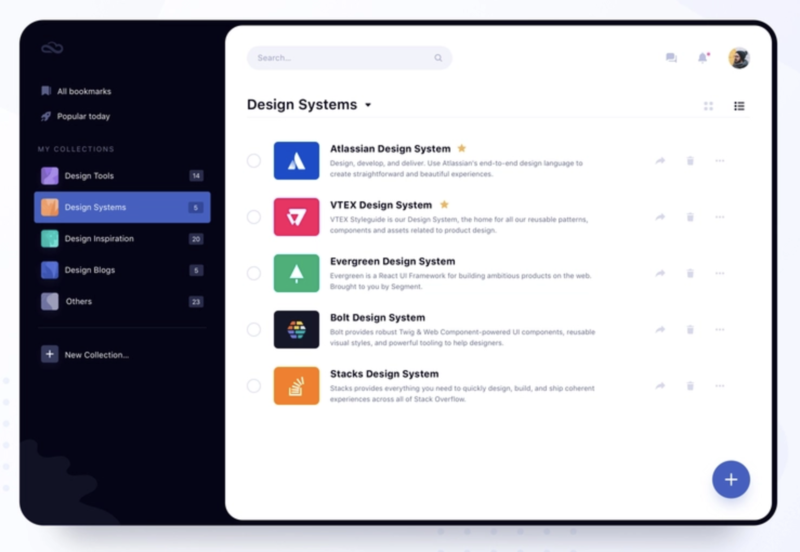 Search...
All bookmarks
Popular today
MY COLLECTIONS
Design Tools 14
Design Systems 5
Design Inspiration 20
Design Blogs 5
Others 23
New Collection...
Design Systems
Atlassian Design System
Design, develop, and deliver. Use Atlassian's end-to-end design language to
create straightforward and beautiful experiences.
VTEX Design System
VTEX Styleguide is our Design System, the home for all our reusable patterns,
components and assets related to product design.
Evergreen Design System
Evergreen is a React UI Framework for building ambitious products on the web.
Brought to you by Segment.
Bolt Design System
Bolt provides robust Twig & Web Component-powered UI components, reusable
visual styles, and powerful tooling to help designers.
Stacks Design System
Stacks provides everything you need to quickly design, build, and ship coherent
experiences across all of Stack Overflow.